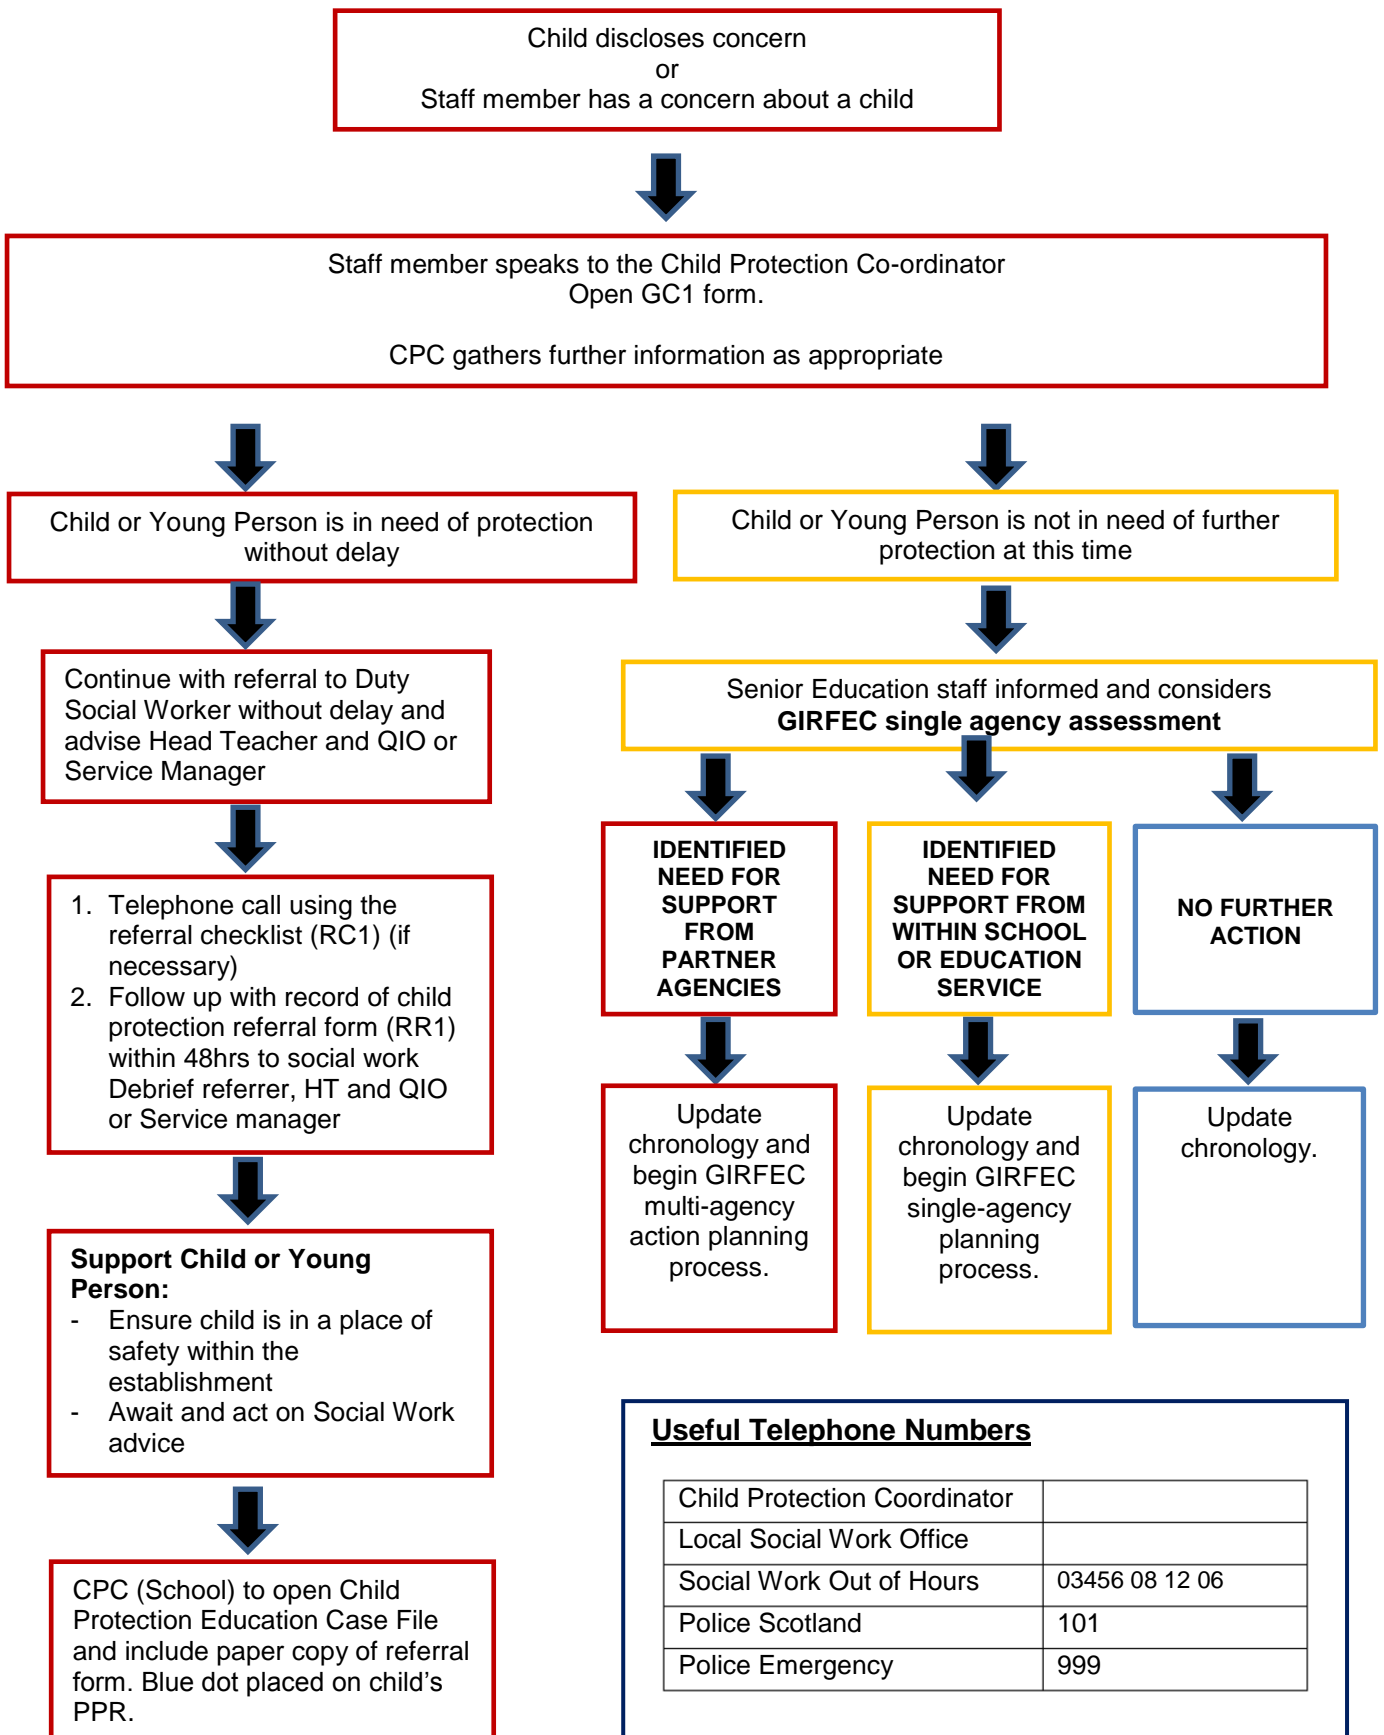 Child discloses concern
or
Staff member has a concern about a child
Staff member speaks to the Child Protection Co-ordinator
Open GC1 form.
CPC gathers further information as appropriate
Child or Young Person is in need of protection
without delay
Continue with referral to Duty
Social Worker without delay and
advise Head Teacher and QIO or
Service Manager
1. Telephone call using the
referral checklist (RC1) (if
necessary)
2. Follow up with record of child
protection referral form (RR1)
within 48hrs to social work
Debrief referrer, HT and QIO
or Service manager
Support Child or Young
Person:
- Ensure child is in a place of
safety within the
establishment
- Await and act on Social Work
advice
CPC (School) to open Child
Protection Education Case File
and include paper copy of referral
form. Blue dot placed on child’s
PPR.
Child or Young Person is not in need of further
protection at this time
Senior Education staff informed and considers
GIRFEC single agency assessment
IDENTIFIED
NEED FOR
SUPPORT
FROM
PARTNER
AGENCIES
Update
chronology and
begin GIRFEC
multi-agency
action planning
process.
IDENTIFIED
NEED FOR
SUPPORT FROM
WITHIN SCHOOL
OR EDUCATION
SERVICE
Update
chronology and
begin GIRFEC
single-agency
planning
process.
NO FURTHER
ACTION
Update
chronology.
Useful Telephone Numbers
Child Protection Coordinator
Local Social Work Office
Social Work Out of Hours 03456 08 12 06
Police Scotland 101
Police Emergency 999